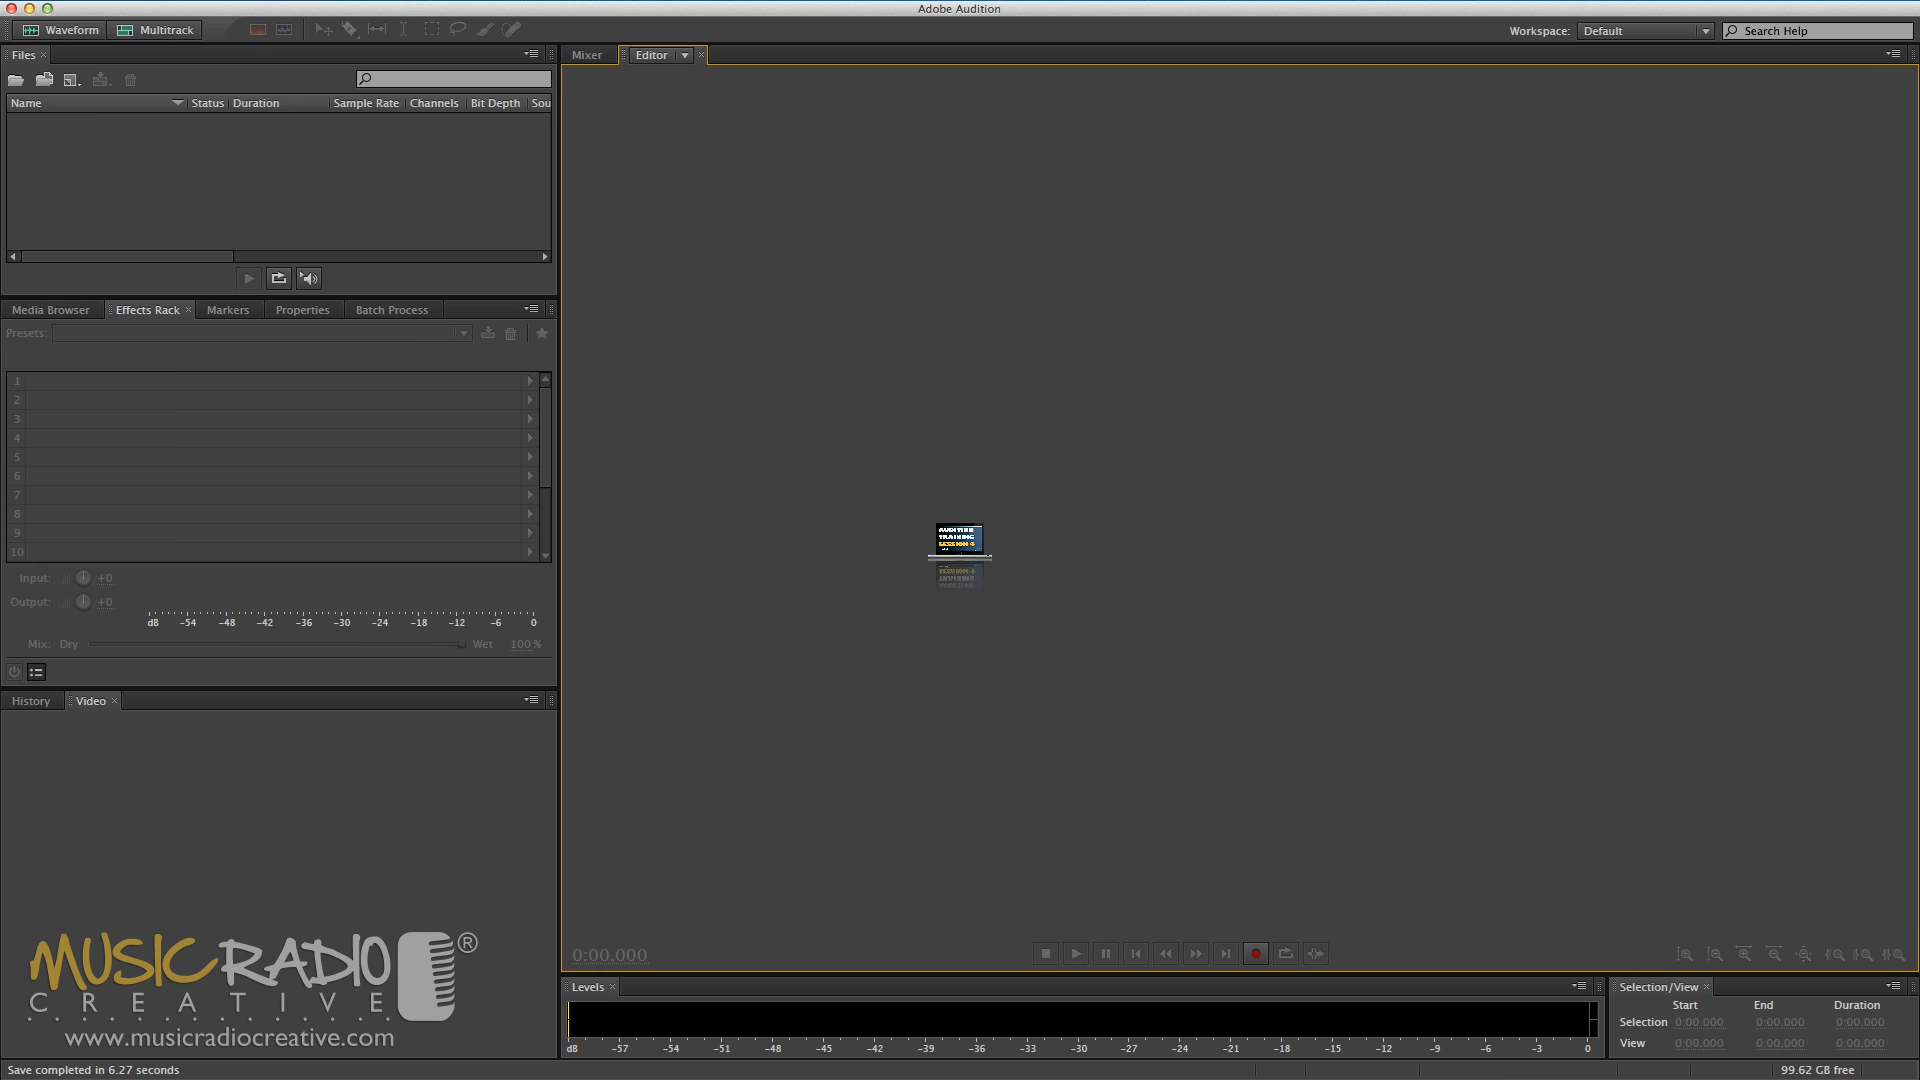 Adobe Audition
Waveform Multitrack
Workspace: Default Search Help
Files
Name Status Duration Sample Rate Channels Bit Depth Sou
Media Browser Effects Rack Markers Properties Batch Process
Presets:
1
2
3
4
5
6
7
8
9
10
Input: +0
Output: +0
dB -54 -48 -42 -36 -30 -24 -18 -12 -6 0
Mix: Dry Wet 100 %
History Video
MUSIC RADIO ®
CREATIVE
www.musicradiocreative.com
Mixer Editor
AUDITION
TRAINING
SESSION 4
0:00.000
Levels
dB -57 -54 -51 -48 -45 -42 -39 -36 -33 -30 -27 -24 -21 -18 -15 -12 -9 -6 -3 0
Selection/View
Start End Duration
Selection 0:00.000 0:00.000 0:00.000
View 0:00.000 0:00.000 0:00.000
Save completed in 6.27 seconds
99.62 GB free